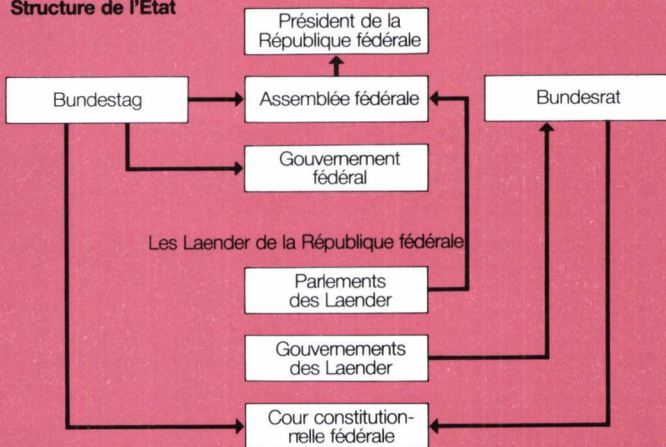 Structure de l'Etat
Président de la
République fédérale
Bundestag
Assemblée fédérale
Bundesrat
Gouvernement
fédéral
Les Laender de la République fédérale
Parlements
des Laender
Gouvernements
des Laender
Cour constitution-
nelle fédérale